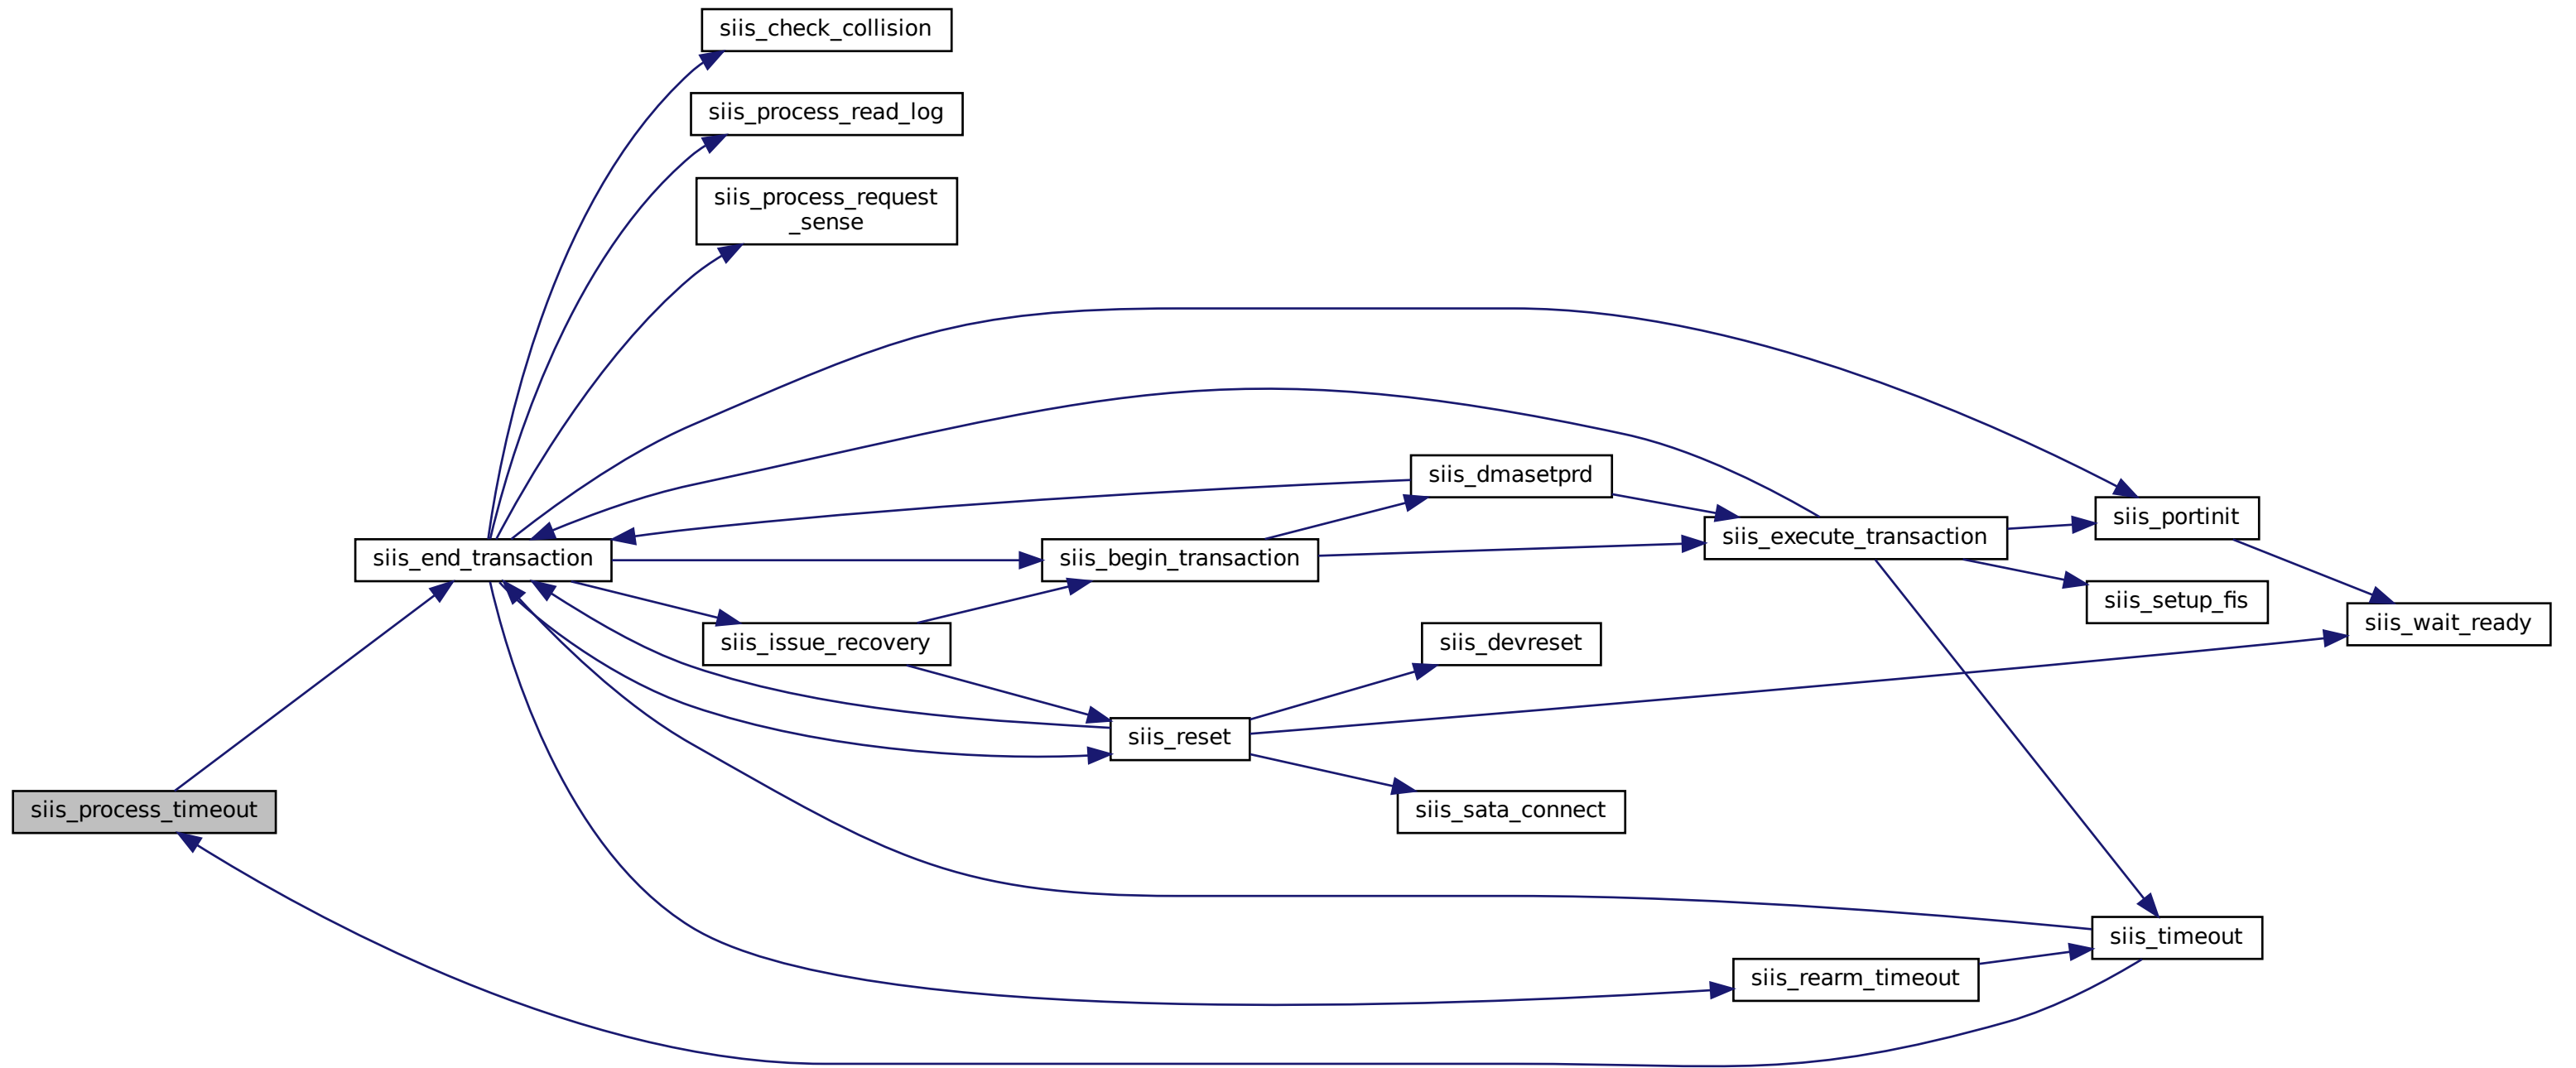 siis_check_collision
siis_process_read_log
siis_process_request
_sense
siis_dmasetprd
siis_portinit
siis_execute_transaction
siis_end_transaction
siis_begin_transaction
siis_setup_fis
siis_wait_ready
siis_issue_recovery
siis_devreset
siis_reset
siis_process_timeout
siis_sata_connect
siis_timeout
siis_rearm_timeout